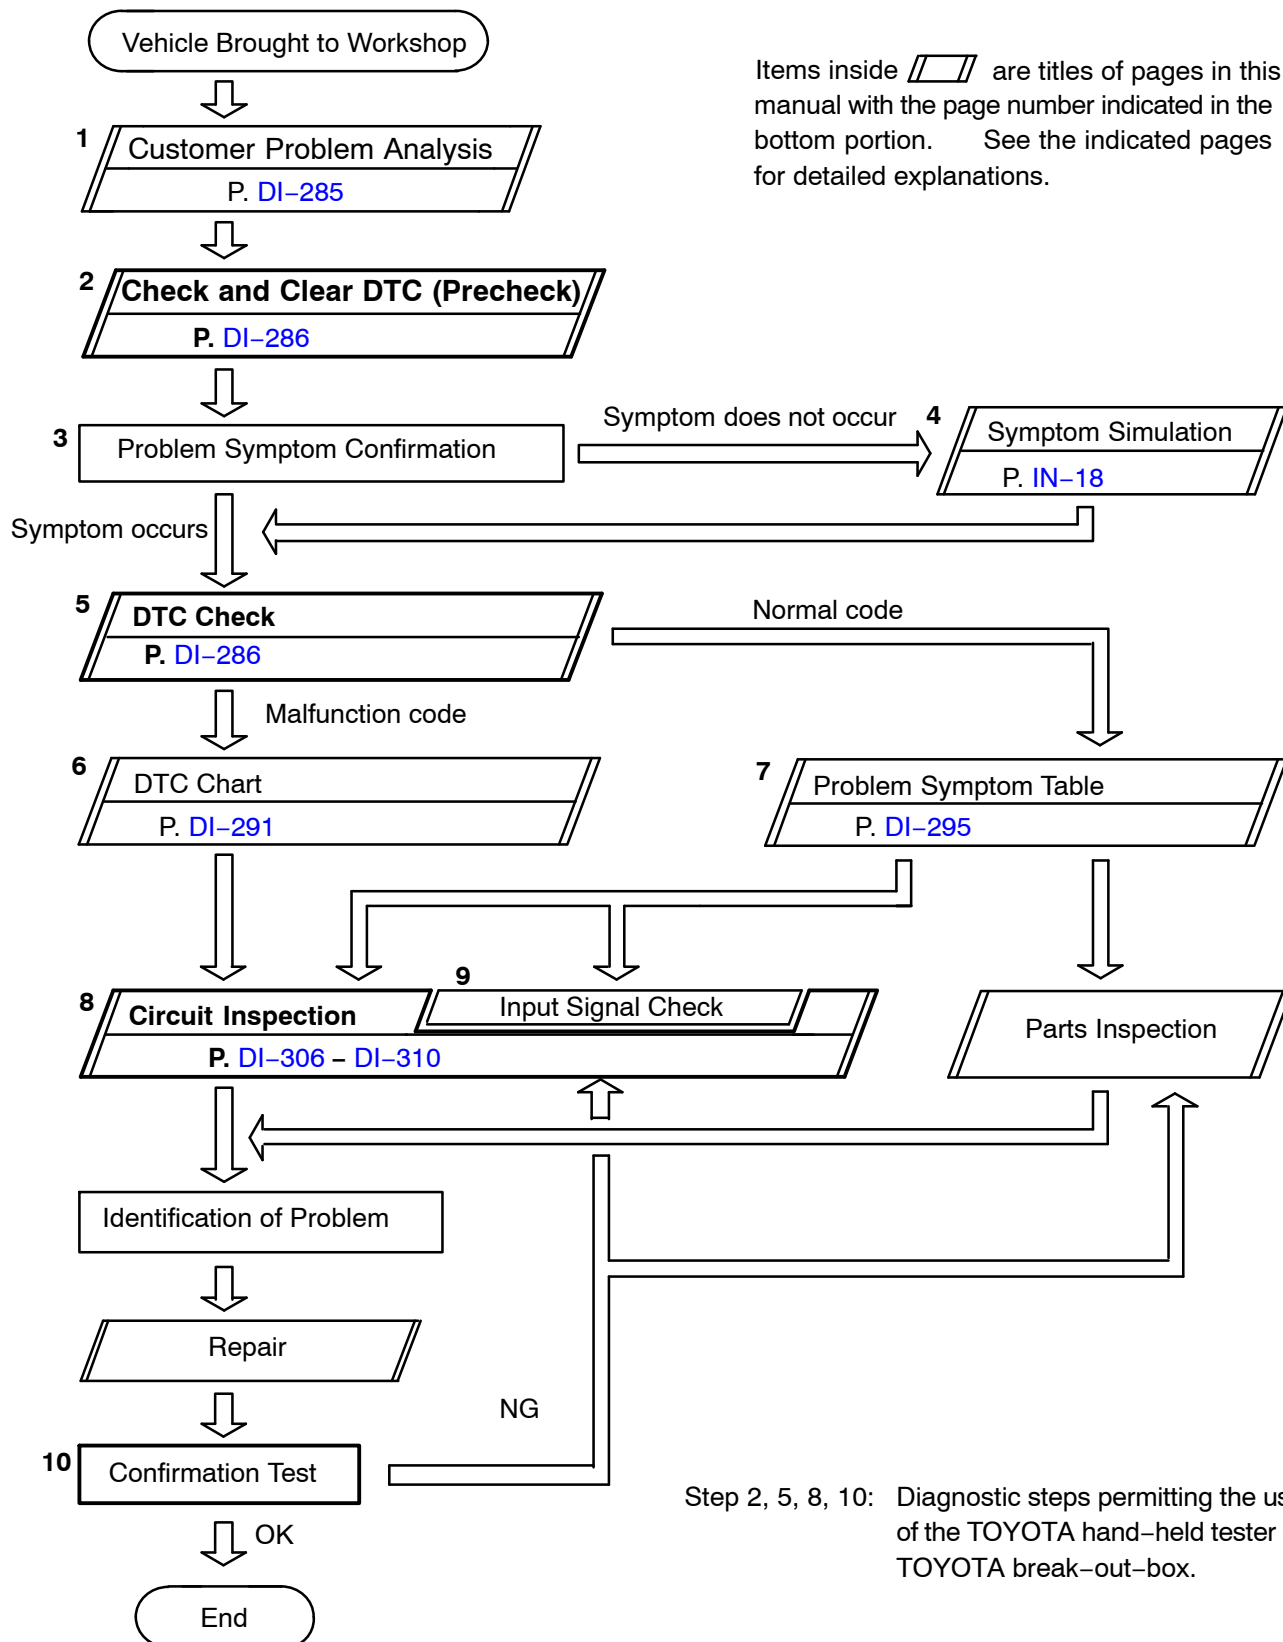 Vehicle Brought to Workshop
Items inside are titles of pages in this
manual with the page number indicated in the
bottom portion. See the indicated pages
for detailed explanations.
1
Customer Problem Analysis
P. DI–285
2
Check and Clear DTC (Precheck)
P. DI–286
3
Problem Symptom Confirmation
Symptom does not occur
4
Symptom Simulation
P. IN–18
Symptom occurs
5
DTC Check
P. DI–286
Normal code
Malfunction code
6
DTC Chart
P. DI–291
7
Problem Symptom Table
P. DI–295
8
Circuit Inspection
P. DI–306 – DI–310
9
Input Signal Check
Parts Inspection
Identification of Problem
Repair
NG
10
Confirmation Test
OK
End
Step 2, 5, 8, 10: Diagnostic steps permitting the
of the TOYOTA hand–held tester
TOYOTA break–out–box.